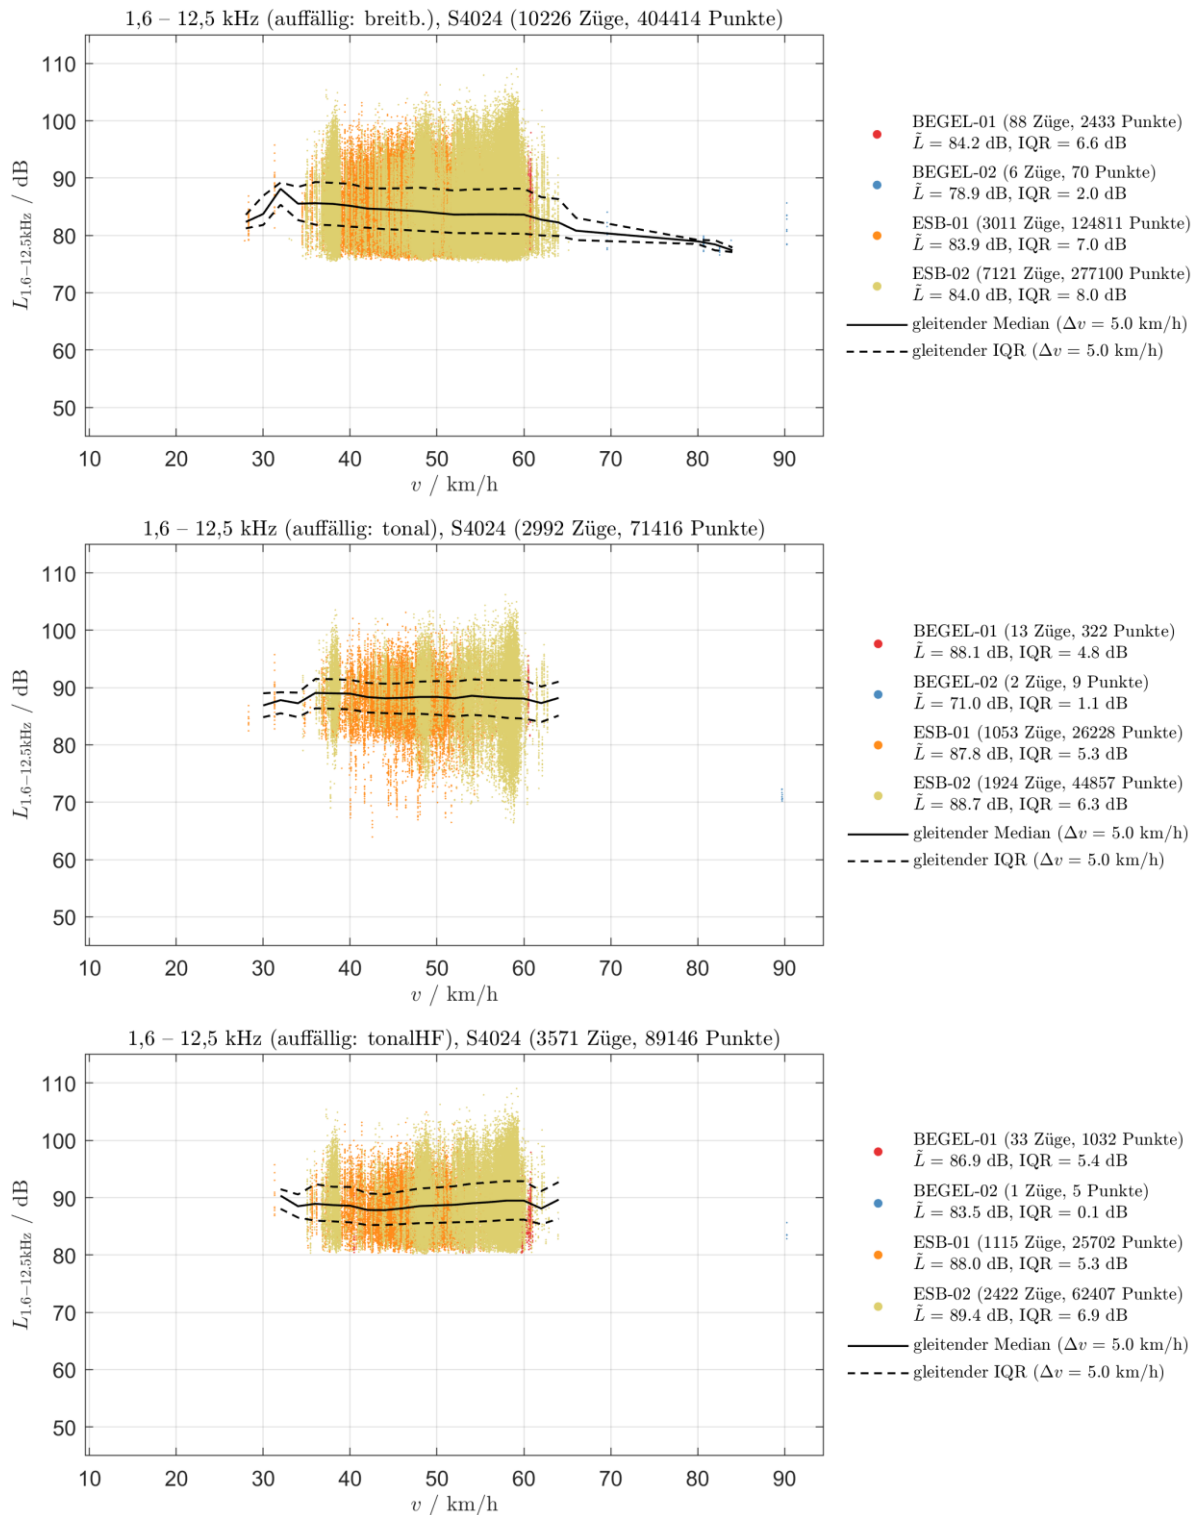 1,6 – 12,5 kHz (auffällig: breitb.), S4024 (10226 Züge, 404414 Punkte)
110
100
90
80
70
60
50
L̃1.6−12.5kHz / dB
10 20 30 40 50 60 70 80 90
v / km/h
BEGEL-01 (88 Züge, 2433 Punkte)
L̃ = 84.2 dB, IQR = 6.6 dB
BEGEL-02 (6 Züge, 70 Punkte)
L̃ = 78.9 dB, IQR = 2.0 dB
ESB-01 (3011 Züge, 124811 Punkte)
L̃ = 83.9 dB, IQR = 7.0 dB
ESB-02 (7121 Züge, 277100 Punkte)
L̃ = 84.0 dB, IQR = 8.0 dB
gleitender Median (Δv = 5.0 km/h)
gleitender IQR (Δv = 5.0 km/h)
1,6 – 12,5 kHz (auffällig: tonal), S4024 (2992 Züge, 71416 Punkte)
110
100
90
80
70
60
50
L1.6−12.5kHz / dB
10 20 30 40 50 60 70 80 90
v / km/h
BEGEL-01 (13 Züge, 322 Punkte)
L̃ = 88.1 dB, IQR = 4.8 dB
BEGEL-02 (2 Züge, 9 Punkte)
L̃ = 71.0 dB, IQR = 1.1 dB
ESB-01 (1053 Züge, 26228 Punkte)
L̃ = 87.8 dB, IQR = 5.3 dB
ESB-02 (1924 Züge, 44857 Punkte)
L̃ = 88.7 dB, IQR = 6.3 dB
gleitender Median (Δv = 5.0 km/h)
gleitender IQR (Δv = 5.0 km/h)
1,6 – 12,5 kHz (auffällig: tonalHF), S4024 (3571 Züge, 89146 Punkte)
110
100
90
80
70
60
50
L1.6−12.5kHz / dB
10 20 30 40 50 60 70 80 90
v / km/h
BEGEL-01 (33 Züge, 1032 Punkte)
L̃ = 86.9 dB, IQR = 5.4 dB
BEGEL-02 (1 Züge, 5 Punkte)
L̃ = 83.5 dB, IQR = 0.1 dB
ESB-01 (1115 Züge, 25702 Punkte)
L̃ = 88.0 dB, IQR = 5.3 dB
ESB-02 (2422 Züge, 62407 Punkte)
L̃ = 89.4 dB, IQR = 6.9 dB
gleitender Median (Δv = 5.0 km/h)
gleitender IQR (Δv = 5.0 km/h)